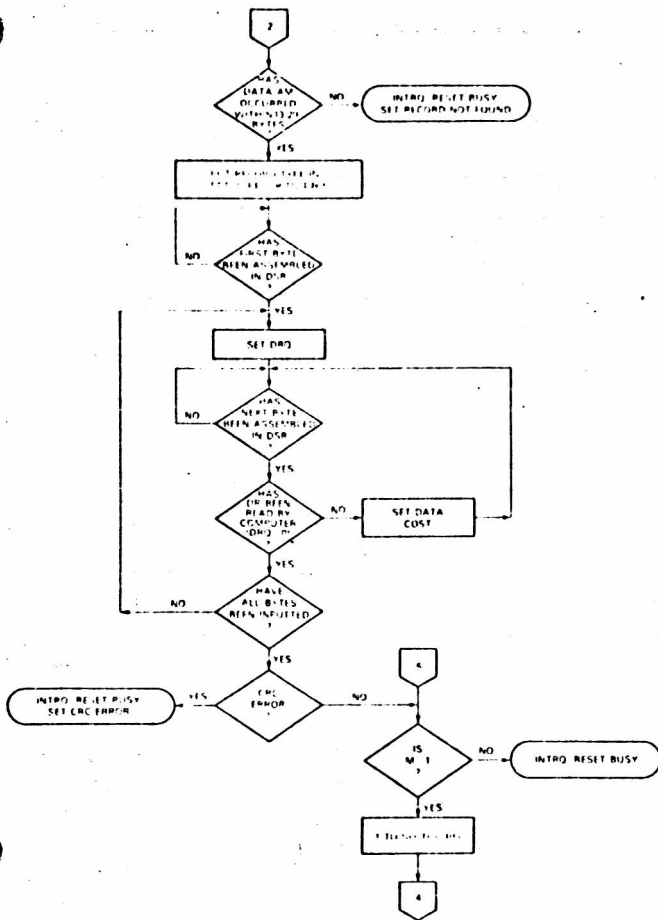 2
HAS
DATA AM
OCCURRED
WITHIN
BYTES
?
NO
INTRQ RESET BUSY
SET RECORD NOT FOUND
YES
NO
HAS
FIRST BYTE
BEEN ASSEMBLED
IN DSR
?
YES
SET DRQ
NO
HAS
NEXT BYTE
BEEN ASSEMBLED
IN DSR
?
YES
HAS
DR BEEN
READ BY
COMPUTER
?
NO
SET DATA
COST
YES
NO
HAVE
ALL BYTES
BEEN INPUTTED
?
YES
INTRQ RESET BUSY
SET CRC ERROR
YES
CRC
ERROR
?
NO
IS
M 1
?
NO
INTRQ RESET BUSY
YES
4